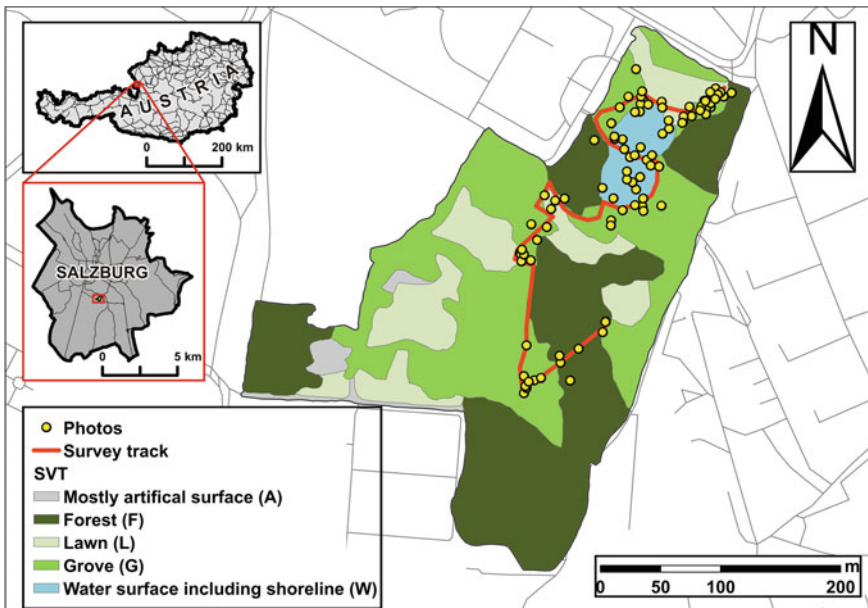 AUSTRIA
0 200 km
SALZBURG
0 5 km
N
Photos
Survey track
SVT
Mostly artifical surface (A)
Forest (F)
Lawn (L)
Grove (G)
Water surface including shoreline (W)
m
0 50 100 200